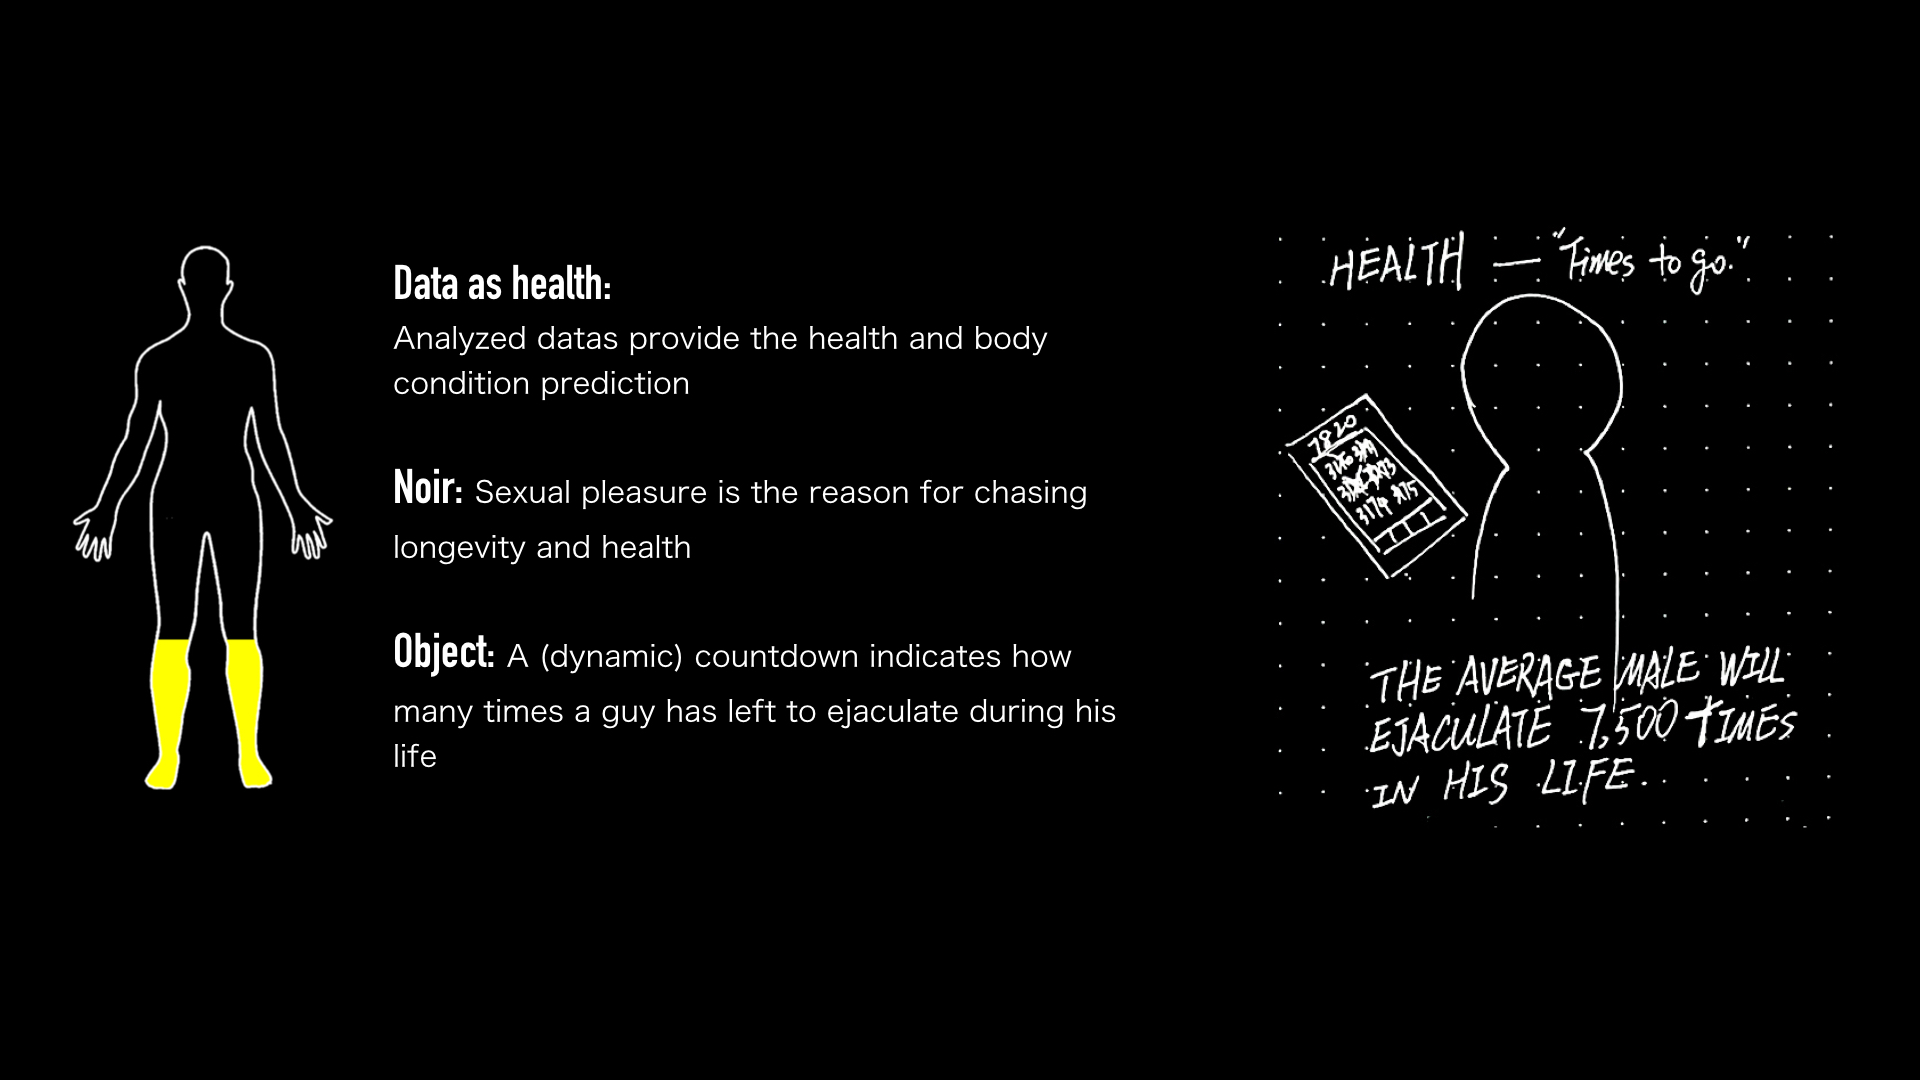 Data as health:
Analyzed datas provide the health and body
condition prediction
Noir: Sexual pleasure is the reason for chasing
longevity and health
Object: A (dynamic) countdown indicates how
many times a guy has left to ejaculate during his
life
HEALTH — "Times to go."
7820
THE AVERAGE MALE WILL
EJACULATE 7,500 TIMES
IN HIS LIFE.